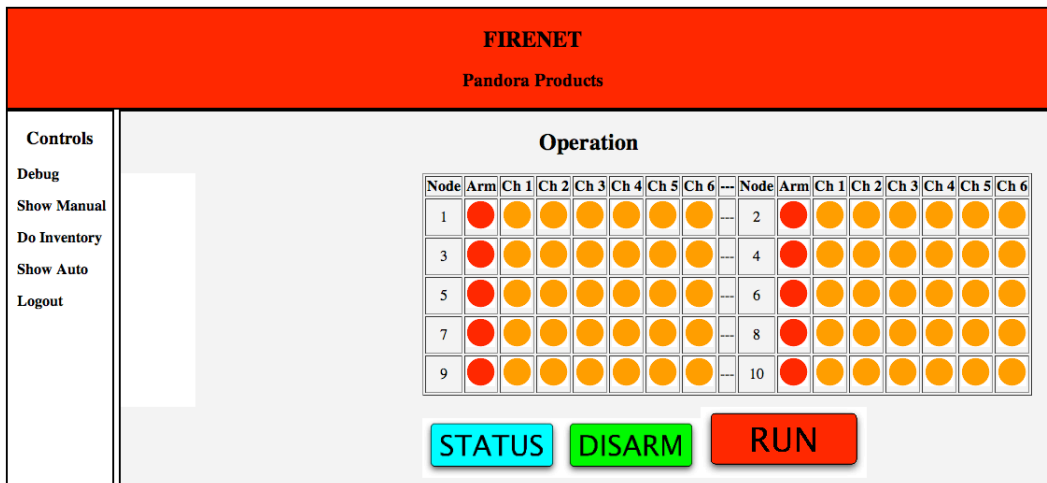 FIRENET
Pandora Products
Controls
Debug
Show Manual
Do Inventory
Show Auto
Logout
Operation
Node Arm Ch 1 Ch 2 Ch 3 Ch 4 Ch 5 Ch 6 --- Node Arm Ch 1 Ch 2 Ch 3 Ch 4 Ch 5 Ch 6
1 --- 2
3 --- 4
5 --- 6
7 --- 8
9 --- 10
STATUS DISARM RUN